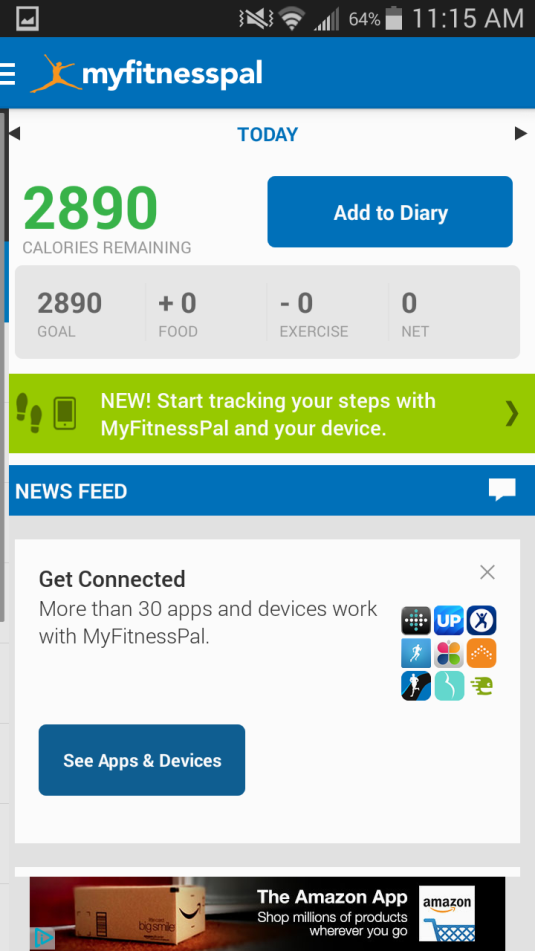 64% 11:15 AM
myfitnesspal
TODAY
2890
CALORIES REMAINING
Add to Diary
2890 + 0 - 0 0
GOAL FOOD EXERCISE NET
NEW! Start tracking your steps with
MyFitnessPal and your device.
NEWS FEED
Get Connected
More than 30 apps and devices work
with MyFitnessPal.
UP
See Apps & Devices
The Amazon App
Shop millions of products
wherever you go
amazon
bigsmile